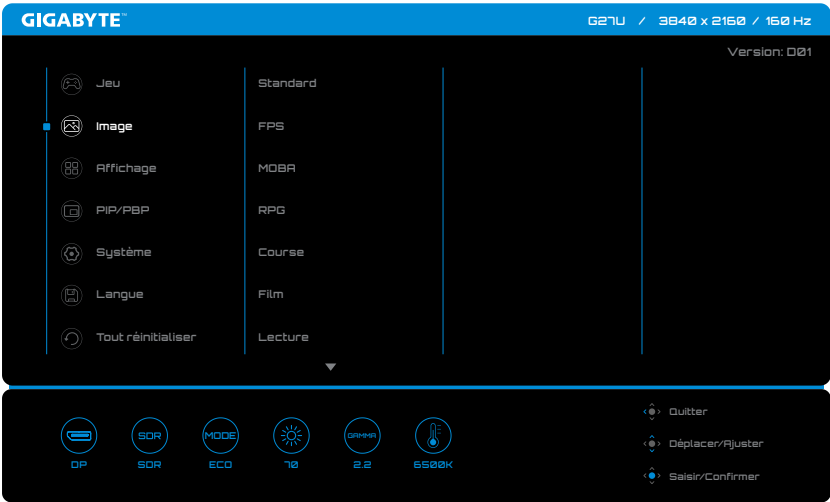 GIGABYTE™
G27U / 3840 x 2160 / 160 Hz
Version: D01
Jeu
Image
Affichage
PIP/PBP
Système
Langue
Tout réinitialiser
Standard
FPS
MOBA
RPG
Course
Film
Lecture
SDR
MODE
GAMMA
DP
SDR
ECO
70
2.2
6500K
Quitter
Déplacer/Ajuster
Saisir/Confirmer